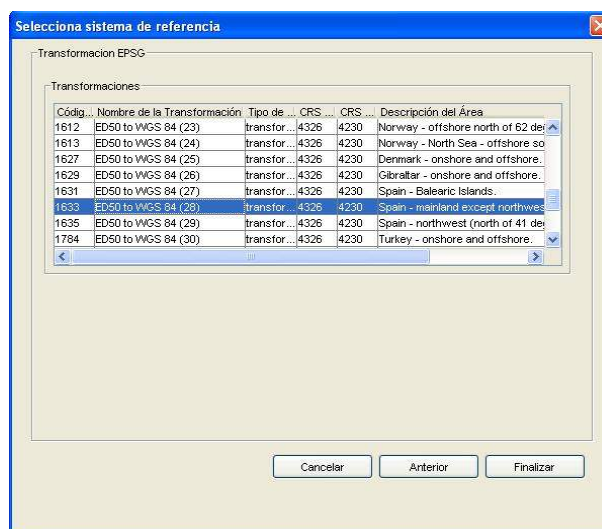 Selecciona sistema de referencia
Transformacion EPSG
Transformaciones
Códig... Nombre de la Transformación Tipo de ... CRS ... CRS ... Descripción del Área
1612 ED50 to WGS 84 (23) transfor... 4326 4230 Norway - offshore north of 62 de
1613 ED50 to WGS 84 (24) transfor... 4326 4230 Norway - North Sea - offshore so
1627 ED50 to WGS 84 (25) transfor... 4326 4230 Denmark - onshore and offshore.
1629 ED50 to WGS 84 (26) transfor... 4326 4230 Gibraltar - onshore and offshore.
1631 ED50 to WGS 84 (27) transfor... 4326 4230 Spain - Balearic Islands.
1633 ED50 to WGS 84 (28) transfor... 4326 4230 Spain - mainland except northwes
1635 ED50 to WGS 84 (29) transfor... 4326 4230 Spain - northwest (north of 41 de
1784 ED50 to WGS 84 (30) transfor... 4326 4230 Turkey - onshore and offshore.
Cancelar Anterior Finalizar